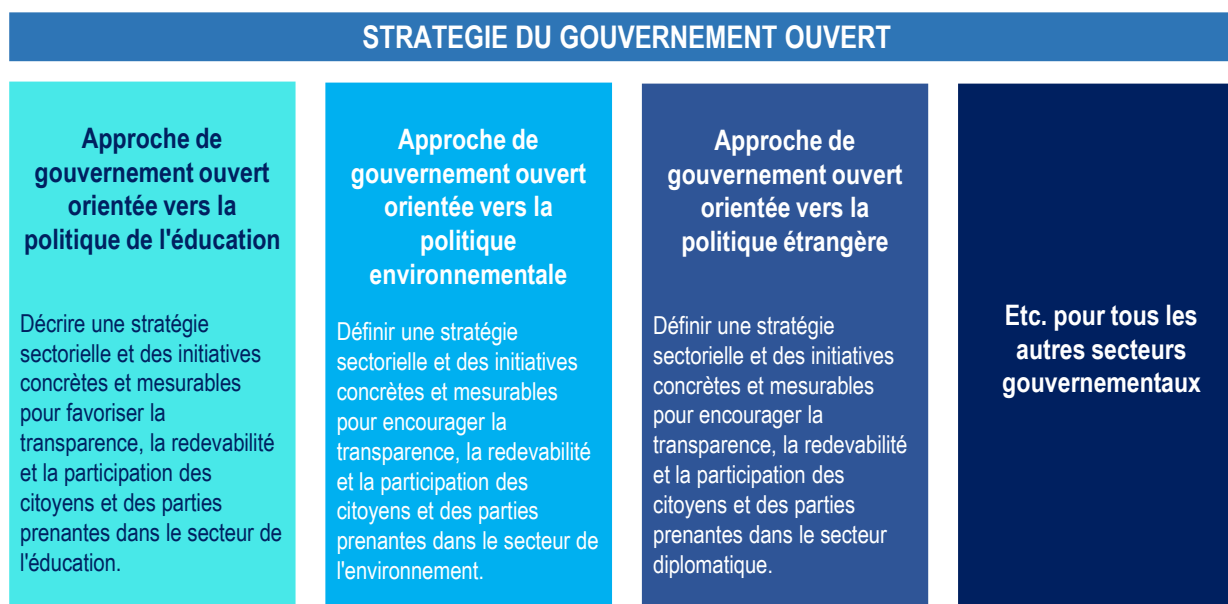 STRATEGIE DU GOUVERNEMENT OUVERT
Approche de
gouvernement ouvert
orientée vers la
politique de l'éducation
Décrire une stratégie
sectorielle et des initiatives
concrètes et mesurables
pour favoriser la
transparence, la redevabilité
et la participation des
citoyens et des parties
prenantes dans le secteur de
l'éducation.
Approche de
gouvernement ouvert
orientée vers la
politique
environnementale
Définir une stratégie
sectorielle et des initiatives
concrètes et mesurables
pour encourager la
transparence, la redevabilité
et la participation des
citoyens et des parties
prenantes dans le secteur de
l'environnement.
Approche de
gouvernement ouvert
orientée vers la
politique étrangère
Définir une stratégie
sectorielle et des initiatives
concrètes et mesurables
pour encourager la
transparence, la redevabilité
et la participation des
citoyens et des parties
prenantes dans le secteur
diplomatique.
Etc. pour tous les
autres secteurs
gouvernementaux